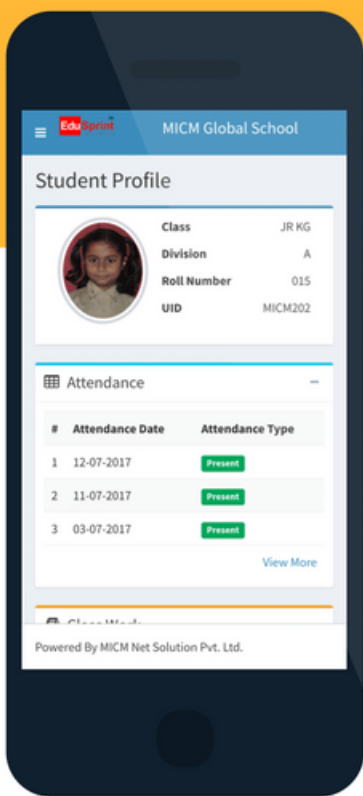 EduSprint
MICM Global School
Student Profile
Class JR KG
Division A
Roll Number 015
UID MICM202
Attendance
# Attendance Date Attendance Type
1 12-07-2017 Present
2 11-07-2017 Present
3 03-07-2017 Present
View More
Class Work
Powered By MICM Net Solution Pvt. Ltd.